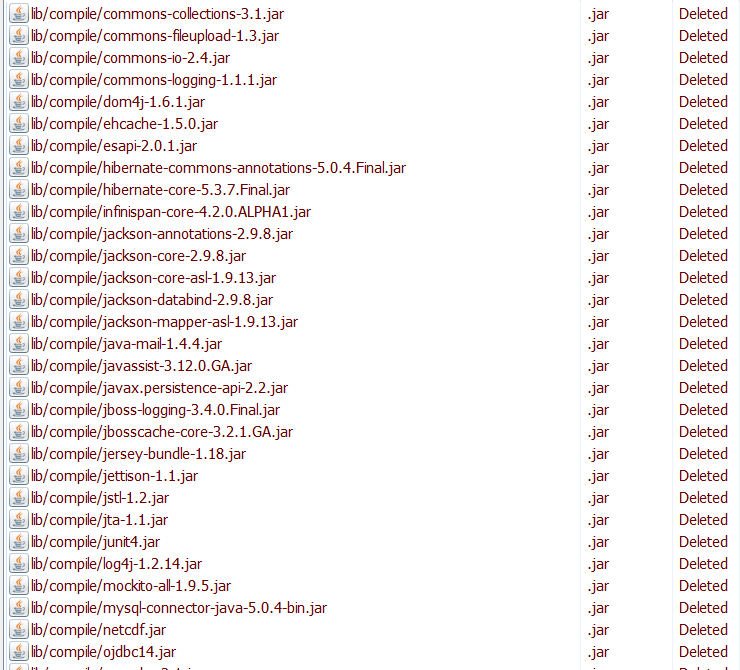 lib/compile/commons-collections-3.1.jar .jar Deleted
lib/compile/commons-fileupload-1.3.jar .jar Deleted
lib/compile/commons-io-2.4.jar .jar Deleted
lib/compile/commons-logging-1.1.1.jar .jar Deleted
lib/compile/dom4j-1.6.1.jar .jar Deleted
lib/compile/ehcache-1.5.0.jar .jar Deleted
lib/compile/esapi-2.0.1.jar .jar Deleted
lib/compile/hibernate-commons-annotations-5.0.4.Final.jar .jar Deleted
lib/compile/hibernate-core-5.3.7.Final.jar .jar Deleted
lib/compile/infinispan-core-4.2.0.ALPHA1.jar .jar Deleted
lib/compile/jackson-annotations-2.9.8.jar .jar Deleted
lib/compile/jackson-core-2.9.8.jar .jar Deleted
lib/compile/jackson-core-asl-1.9.13.jar .jar Deleted
lib/compile/jackson-databind-2.9.8.jar .jar Deleted
lib/compile/jackson-mapper-asl-1.9.13.jar .jar Deleted
lib/compile/java-mail-1.4.4.jar .jar Deleted
lib/compile/javassist-3.12.0.GA.jar .jar Deleted
lib/compile/javax.persistence-api-2.2.jar .jar Deleted
lib/compile/jboss-logging-3.4.0.Final.jar .jar Deleted
lib/compile/jbosscache-core-3.2.1.GA.jar .jar Deleted
lib/compile/jersey-bundle-1.18.jar .jar Deleted
lib/compile/jettison-1.1.jar .jar Deleted
lib/compile/jstl-1.2.jar .jar Deleted
lib/compile/jta-1.1.jar .jar Deleted
lib/compile/junit4.jar .jar Deleted
lib/compile/log4j-1.2.14.jar .jar Deleted
lib/compile/mockito-all-1.9.5.jar .jar Deleted
lib/compile/mysql-connector-java-5.0.4-bin.jar .jar Deleted
lib/compile/netcdf.jar .jar Deleted
lib/compile/ojdbc14.jar .jar Deleted